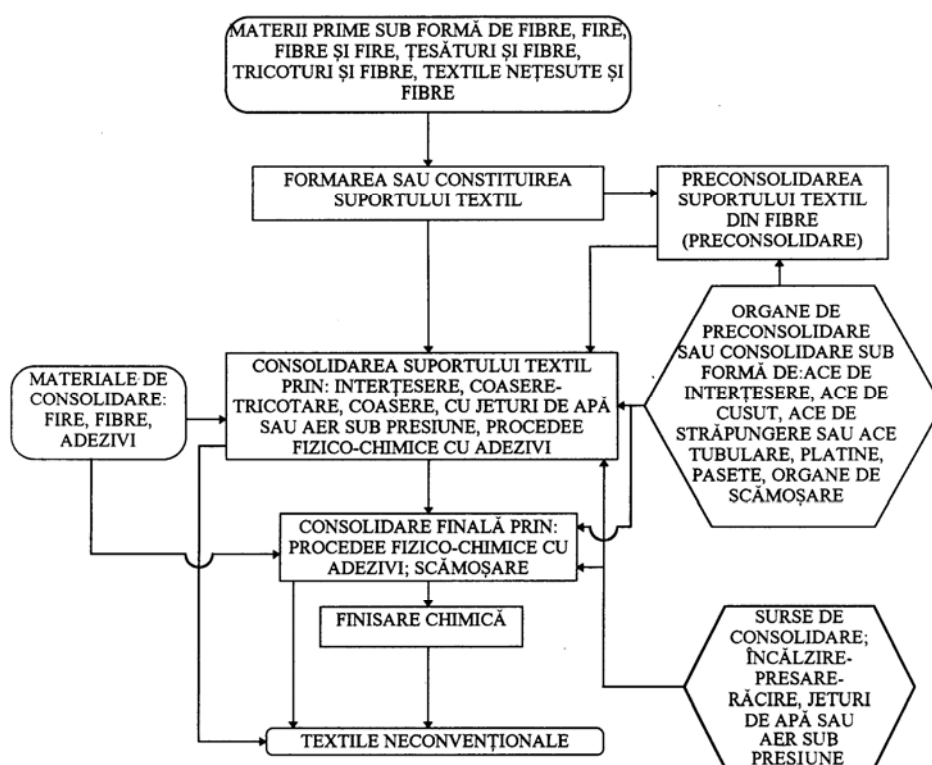 MATERII PRIME SUB FORMĂ DE FIBRE, FIRE,
FIBRE ȘI FIRE, ȚESĂTURI ȘI FIBRE,
TRICOTURI ȘI FIBRE, TEXTILE NEȚESUTE ȘI
FIBRE
FORMAREA SAU CONSTITUIREA
SUPORTULUI TEXTIL
PRECONSOLIDAREA
SUPORTULUI TEXTIL
DIN FIBRE
(PRECONSOLIDARE)
ORGANE DE
PRECONSOLIDARE
SAU CONSOLIDARE SUB
FORMĂ DE:ACE DE
INTERȚESERE, ACE DE
CUSUT, ACE DE
STRĂPUNGERE SAU ACE
TUBULARE, PLATINE,
PASETE, ORGANE DE
SCĂMOȘARE
CONSOLIDAREA SUPORTULUI TEXTIL
PRIN: INTERȚESERE, COASERE-
TRICOTARE, COASERE, CU JETURI DE APĂ
SAU AER SUB PRESIUNE, PROCEDEE
FIZICO-CHIMICE CU ADEZIVI
MATERIALE DE
CONSOLIDARE:
FIRE, FIBRE,
ADEZIVI
CONSOLIDARE FINALĂ PRIN:
PROCEDEE FIZICO-CHIMICE CU
ADEZIVI; SCĂMOȘARE
FINISARE CHIMICĂ
SURSE DE
CONSOLIDARE;
ÎNCĂLZIRE-
PRESARE-
RĂCIRE, JETURI
DE APĂ SAU
AER SUB
PRESIUNE
TEXTILE NECONVENȚIONALE